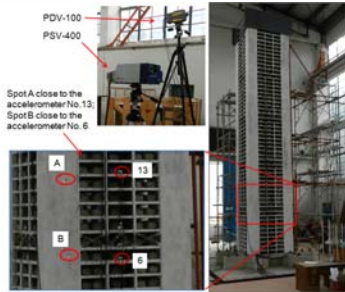 PDV-100
PSV-400
Spot A close to the
accelerometer No.13;
Spot B close to the
accelerometer No. 6
A
13
B
6